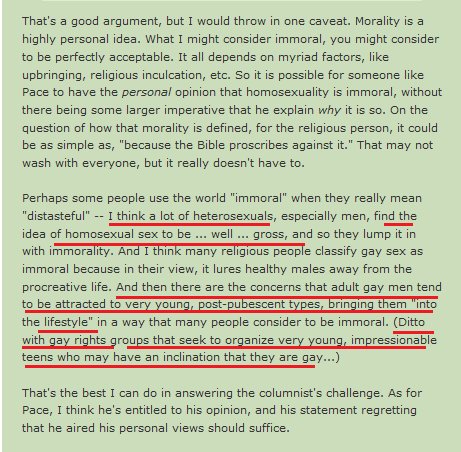 That's a good argument, but I would throw in one caveat. Morality is a
highly personal idea. What I might consider immoral, you might consider
to be perfectly acceptable. It all depends on myriad factors, like
upbringing, religious inculcation, etc. So it is possible for someone like
Pace to have the personal opinion that homosexuality is immoral, without
there being some larger imperative that he explain why it is so. On the
question of how that morality is defined, for the religious person, it could
be as simple as, "because the Bible proscribes against it." That may not
wash with everyone, but it really doesn't have to.
Perhaps some people use the world "immoral" when they really mean
"distasteful" -- I think a lot of heterosexuals, especially men, find the
idea of homosexual sex to be ... well ... gross, and so they lump it in
with immorality. And I think many religious people classify gay sex as
immoral because in their view, it lures healthy males away from the
procreative life. And then there are the concerns that adult gay men tend
to be attracted to very young, post-pubescent types, bringing them "into
the lifestyle" in a way that many people consider to be immoral. (Ditto
with gay rights groups that seek to organize very young, impressionable
teens who may have an inclination that they are gay...)
That's the best I can do in answering the columnist's challenge. As for
Pace, I think he's entitled to his opinion, and his statement regretting
that he aired his personal views should suffice.